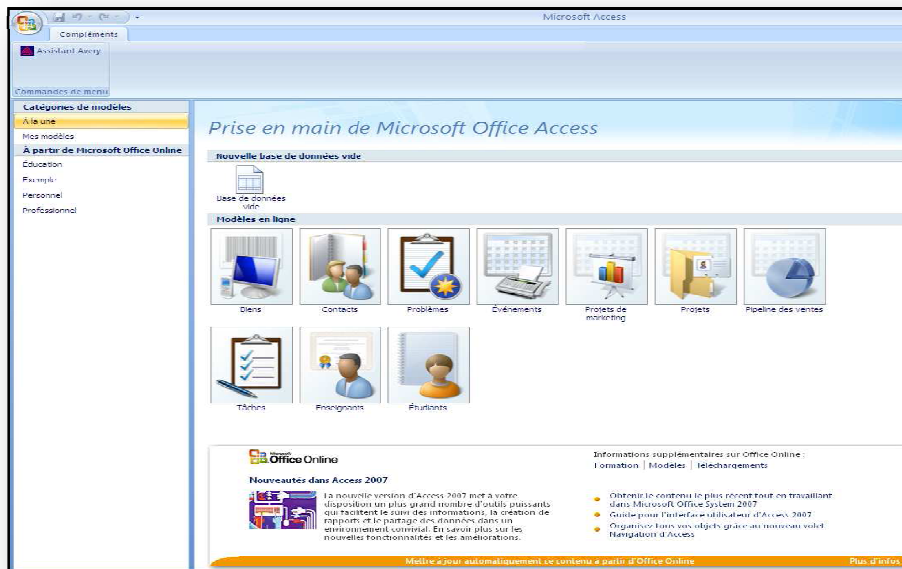 Microsoft Access
Compléments
Assistant Avery
Commandes de menu
Catégories de modèles
À la une
Mes modèles
À partir de Microsoft Office Online
Éducation
Exemple
Personnel
Professionnel
Prise en main de Microsoft Office Access
Nouvelle base de données vide
Base de données
vide
Modèles en ligne
Biens
Contacts
Problèmes
Événements
Projets de
marketing
Projets
Pipeline des ventes
Tâches
Enseignants
Étudiants
Microsoft
Office Online
Nouveautés dans Access 2007
La nouvelle version d'Access 2007 met à votre
disposition un plus grand nombre d'outils puissants
qui facilitent le suivi des informations, la création de
rapports et le partage des données dans un
environnement convivial. En savoir plus sur les
nouvelles fonctionnalités et les améliorations.
Informations supplémentaires sur Office Online :
Formation | Modèles | Téléchargements
Obtenir le contenu le plus récent tout en travaillant
dans Microsoft Office System 2007
Guide pour l'interface utilisateur d'Access 2007
Organisez tous vos objets grâce au nouveau volet
Navigation d'Access
Mettre à jour automatiquement ce contenu à partir d'Office Online
Plus d'infos